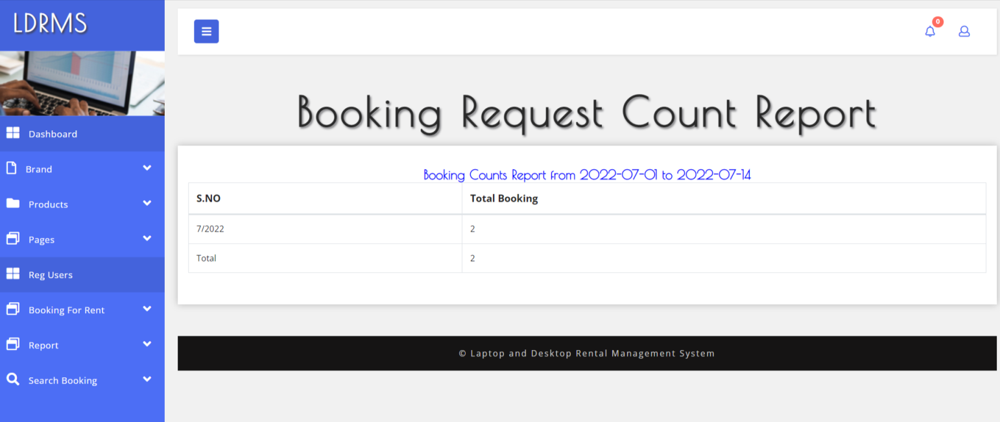 LDRMS
0
Dashboard
Brand
Products
Pages
Reg Users
Booking For Rent
Report
Search Booking
Booking Request Count Report
Booking Counts Report from 2022-07-01 to 2022-07-14
S.NO Total Booking
7/2022 2
Total 2
© Laptop and Desktop Rental Management System